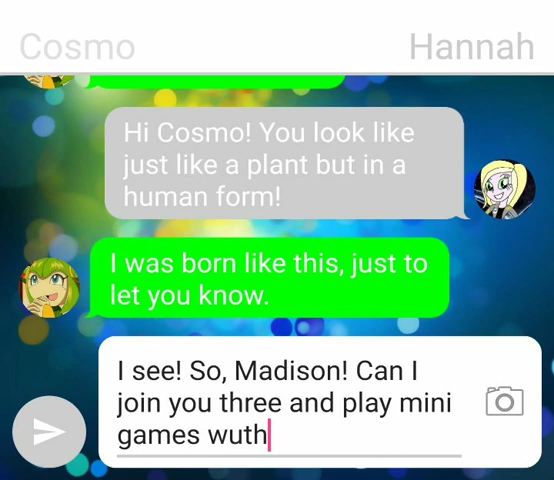 Cosmo
Hannah
Hi Cosmo! You look like
just like a plant but in a
human form!
I was born like this, just to
let you know.
I see! So, Madison! Can I
join you three and play mini
games wuth